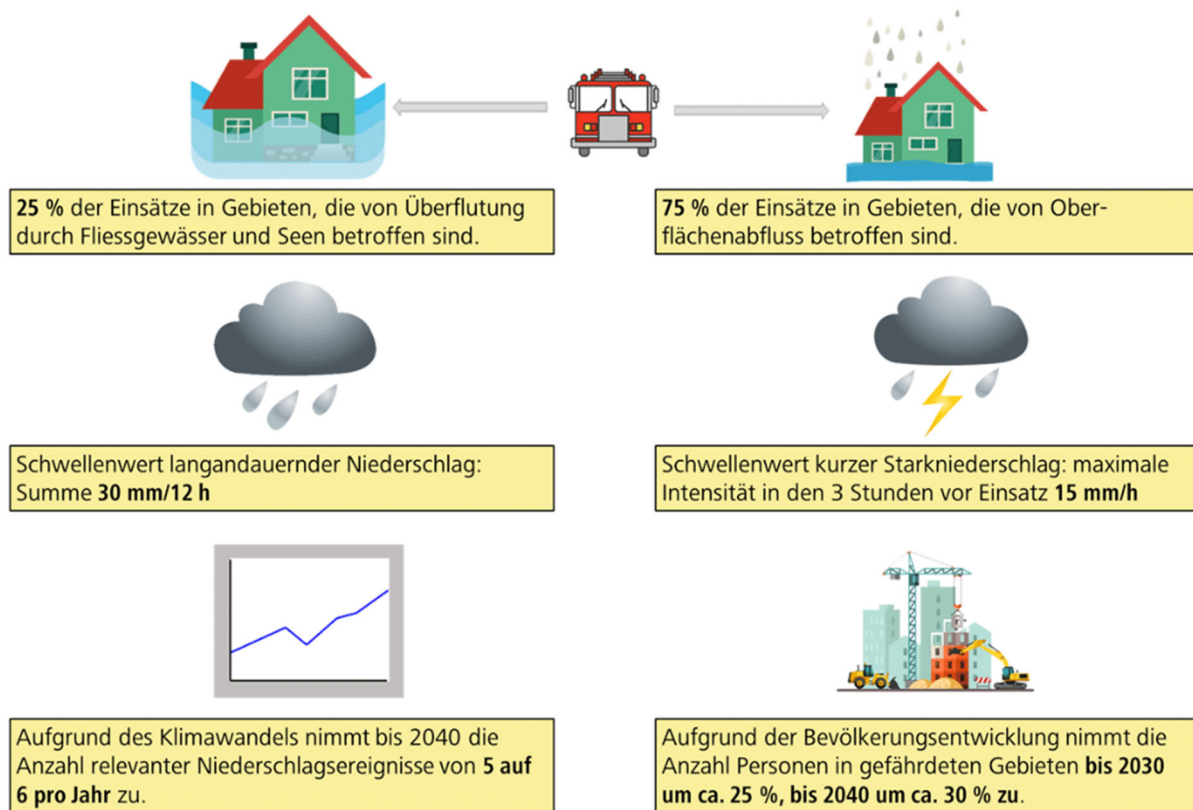 25 % der Einsätze in Gebieten, die von Überflutung
durch Fliessgewässer und Seen betroffen sind.
75 % der Einsätze in Gebieten, die von Ober-
flächenabfluss betroffen sind.
Schwellenwert langandauernder Niederschlag:
Summe 30 mm/12 h
Schwellenwert kurzer Starkniederschlag: maximale
Intensität in den 3 Stunden vor Einsatz 15 mm/h
Aufgrund des Klimawandels nimmt bis 2040 die
Anzahl relevanter Niederschlagsereignisse von 5 auf
6 pro Jahr zu.
Aufgrund der Bevölkerungsentwicklung nimmt die
Anzahl Personen in gefährdeten Gebieten bis 2030
um ca. 25 %, bis 2040 um ca. 30 % zu.